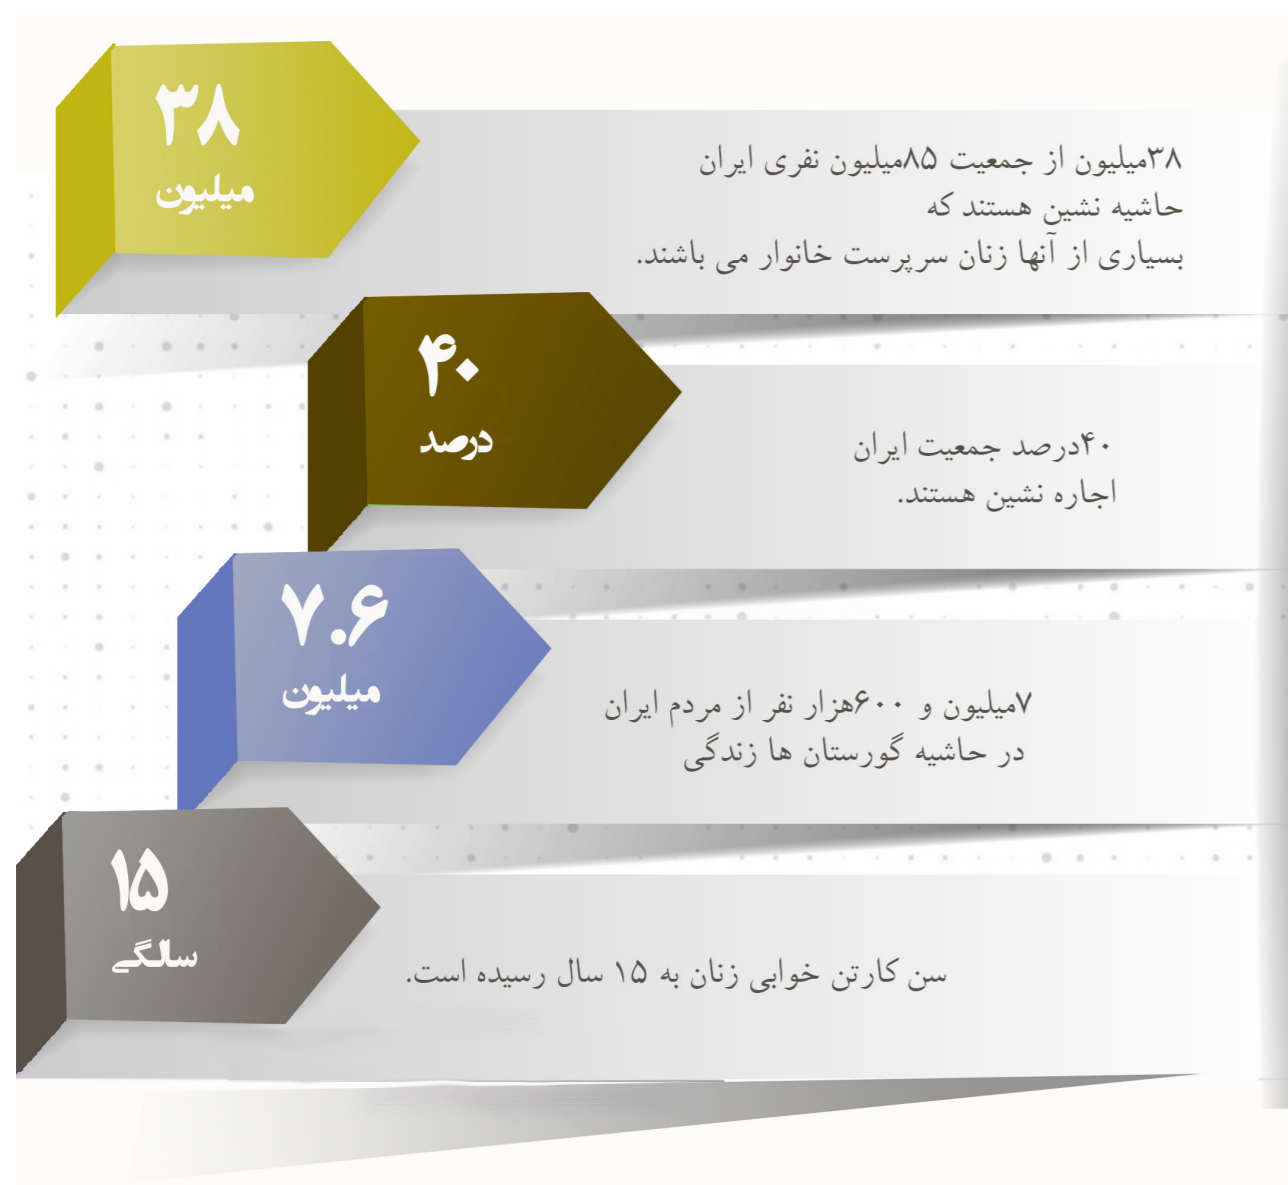 ۳۸
میلیون
۳۸میلیون از جمعیت ۸۵میلیون نفری ایران
حاشیه نشین هستند که
بسیاری از آنها زنان سرپرست خانوار می باشند.
۴۰
درصد
۴۰درصد جمعیت ایران
اجاره نشین هستند.
۷.۶
میلیون
۷میلیون و ۶۰۰هزار نفر از مردم ایران
در حاشیه گورستان ها زندگی
۱۵
سالگی
سن کارتن خوابی زنان به ۱۵ سال رسیده است.